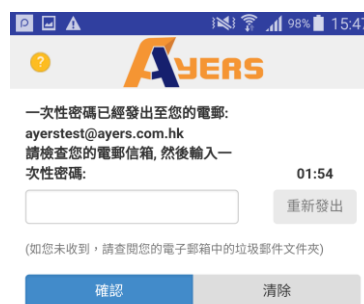 98% 15:47
?
AYERS
一次性密碼已經發出至您的電郵:
ayerstest@ayers.com.hk
請檢查您的電郵信箱, 然後輸入一
次性密碼:
01:54
重新發出
(如您未收到，請查閱您的電子郵箱中的垃圾郵件文件夾)
確認 清除